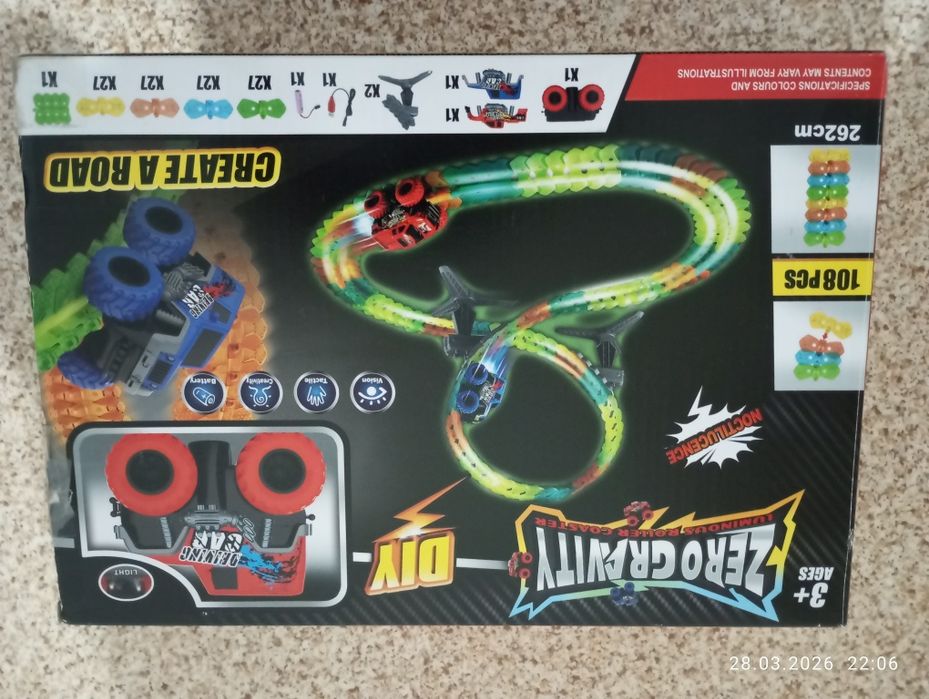 3+
AGES
ZERO GRAVITY
LUMINOUS ROLLER COASTER
DIY
LIGHT
DRIVING
CAR
NOCTILUCENCE
Vision
Tactile
Creativity
Battery
108 PCS
DRIVING
CAR
262cm
CREATE A ROAD
SPECIFICATIONS COLOURS AND
CONTENTS MAY VARY FROM ILLUSTRATIONS
X1
X1
X1
X2
X1
X1
X27
X27
X27
X27
X1
28.03.2026 22:06